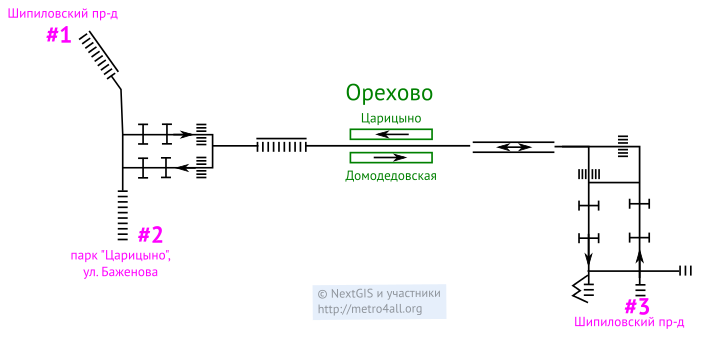 Шипиловский пр-д
#1
Орехово
Царицыно
Домодедовская
#2
парк "Царицыно",
ул. Баженова
© NextGIS и участники
http://metro4all.org
#3
Шипиловский пр-д